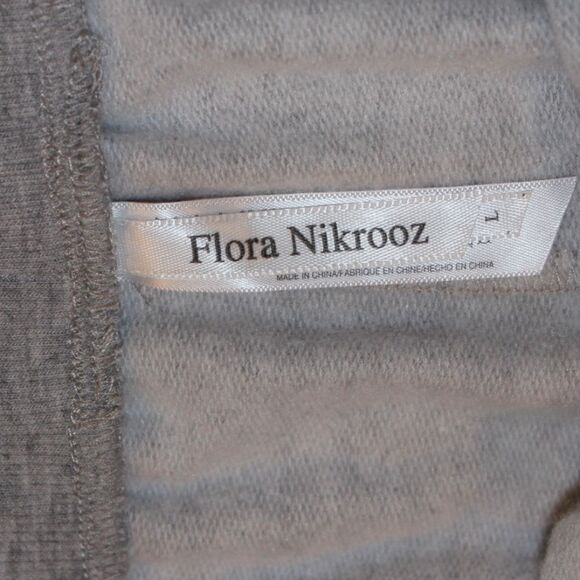 Flora Nikrooz
L
MADE IN CHINA/FABRIQUE EN CHINE/HECHO EN CHINA